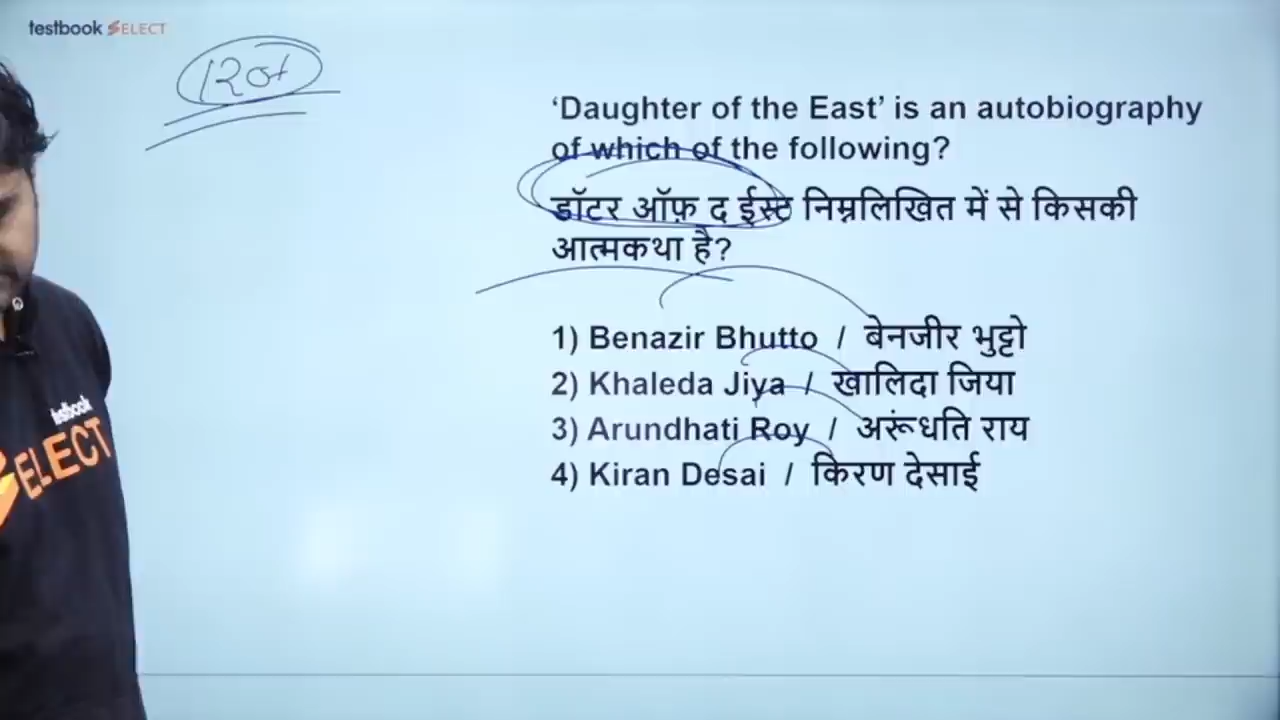 testbook SELECT
120+
‘Daughter of the East’ is an autobiography
of which of the following?
डॉटर ऑफ़ द ईस्ट निम्नलिखित में से किसकी
आत्मकथा है?
1) Benazir Bhutto / बेनजीर भुट्टो
2) Khaleda Jiya / खालिदा जिया
3) Arundhati Roy / अरूंधति राय
4) Kiran Desai / किरण देसाई
testbook
SELECT